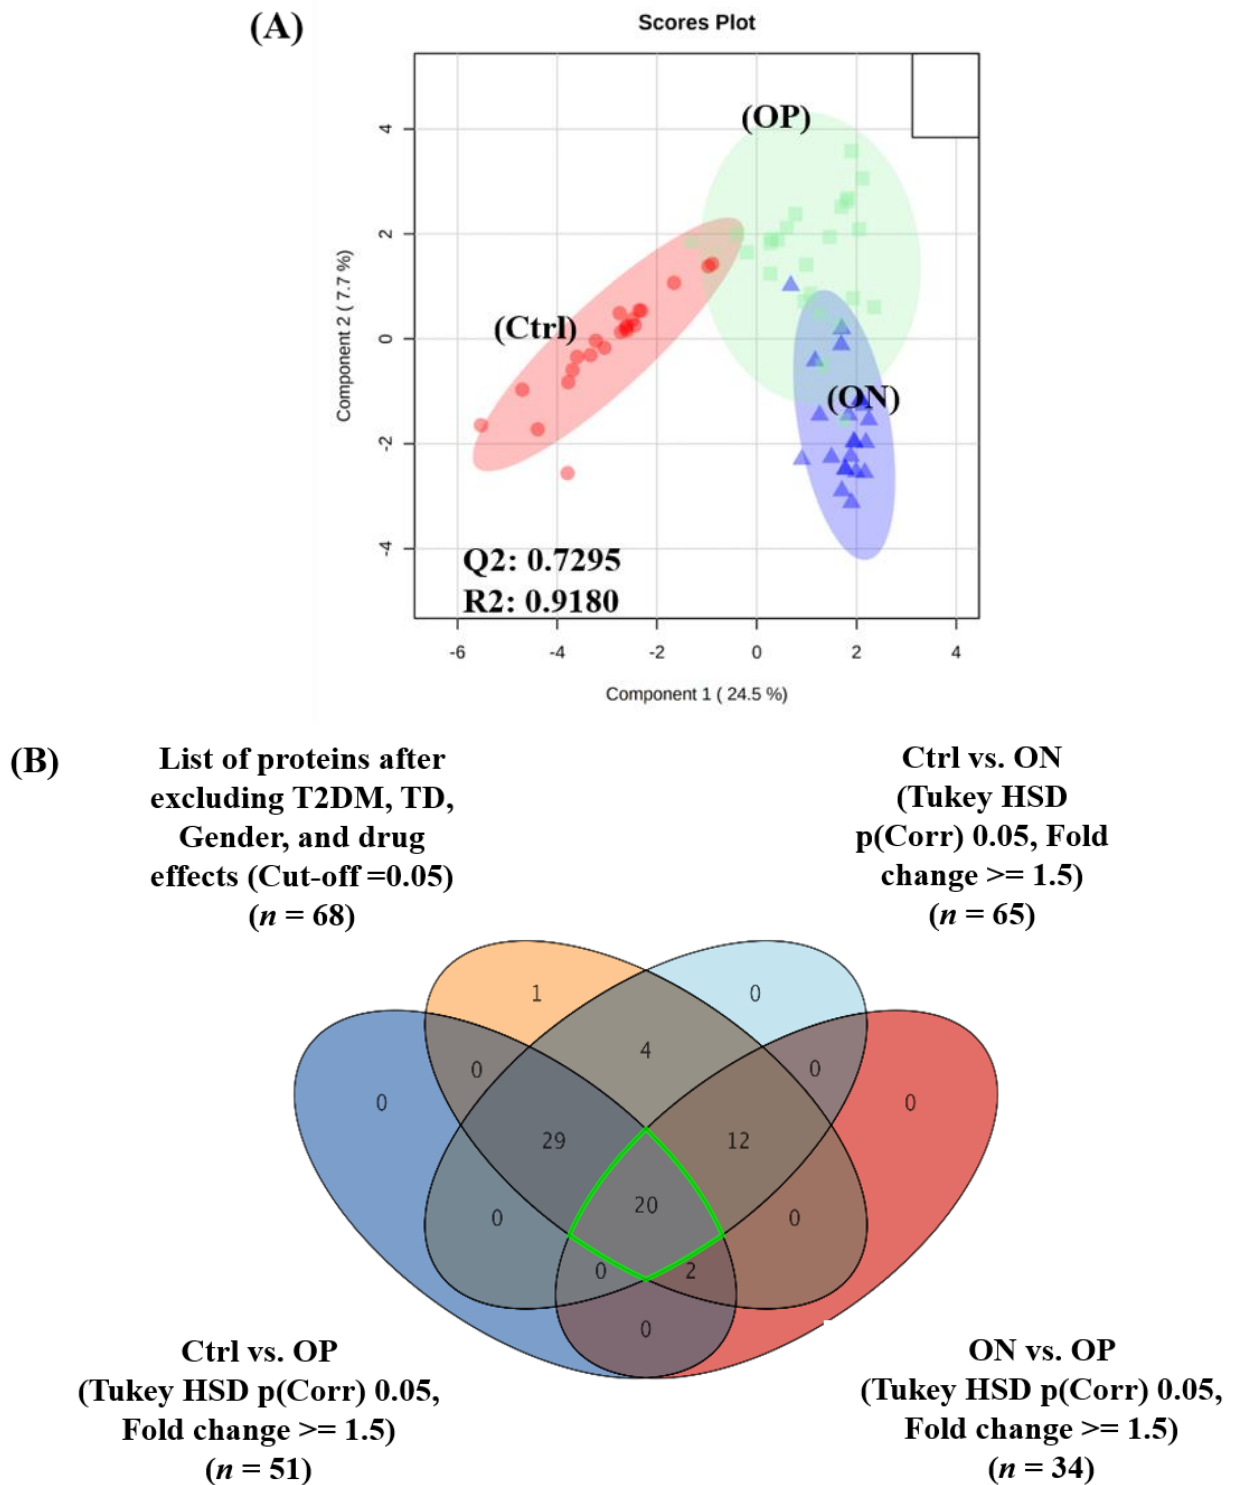 (A)
Scores Plot
Component 2 ( 7.7 %)
4
2
0
-2
-4
(OP)
(Ctrl)
(ON)
Q2: 0.7295
R2: 0.9180
-6 -4 -2 0 2 4
Component 1 ( 24.5 %)
(B)
List of proteins after
excluding T2DM, TD,
Gender, and drug
effects (Cut-off =0.05)
(n = 68)
Ctrl vs. ON
(Tukey HSD
p(Corr) 0.05, Fold
change >= 1.5)
(n = 65)
1 0
4
0 0
0 0
29 12
20
0 0
0 2
0
Ctrl vs. OP
(Tukey HSD p(Corr) 0.05,
Fold change >= 1.5)
(n = 51)
ON vs. OP
(Tukey HSD p(Corr) 0.05,
Fold change >= 1.5)
(n = 34)